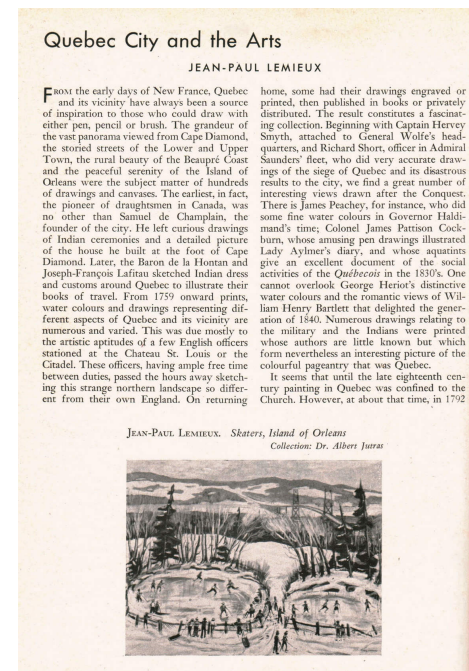 Quebec City and the Arts
JEAN-PAUL LEMIEUX
FROM the early days of New France, Quebec
and its vicinity have always been a source
of inspiration to those who could draw with
either pen, pencil or brush. The grandeur of
the vast panorama viewed from Cape Diamond,
the storied streets of the Lower and Upper
Town, the rural beauty of the Beaupré Coast
and the peaceful serenity of the Island of
Orleans were the subject matter of hundreds
of drawings and canvases. The earliest, in fact,
the pioneer of draughtsmen in Canada, was
no other than Samuel de Champlain, the
founder of the city. He left curious drawings
of Indian ceremonies and a detailed picture
of the house he built at the foot of Cape
Diamond. Later, the Baron de la Hontan and
Joseph-François Lafitau sketched Indian dress
and customs around Quebec to illustrate their
books of travel. From 1759 onward prints,
water colours and drawings representing dif-
ferent aspects of Quebec and its vicinity are
numerous and varied. This was due mostly to
the artistic aptitudes of a few English officers
stationed at the Chateau St. Louis or the
Citadel. These officers, having ample free time
between duties, passed the hours away sketch-
ing this strange northern landscape so differ-
ent from their own England. On returning
home, some had their drawings engraved or
printed, then published in books or privately
distributed. The result constitutes a fascinat-
ing collection. Beginning with Captain Hervey
Smyth, attached to General Wolfe's head-
quarters, and Richard Short, officer in Admiral
Saunders' fleet, who did very accurate draw-
ings of the siege of Quebec and its disastrous
results to the city, we find a great number of
interesting views drawn after the Conquest.
There is James Peachey, for instance, who did
some fine water colours in Governor Haldi-
mand's time; Colonel James Pattison Cock-
burn, whose amusing pen drawings illustrated
Lady Aylmer's diary, and whose aquatints
give an excellent document of the social
activities of the Québecois in the 1830's. One
cannot overlook George Heriot's distinctive
water colours and the romantic views of Wil-
liam Henry Bartlett that delighted the gener-
ation of 1840. Numerous drawings relating to
the military and the Indians were printed
whose authors are little known but which
form nevertheless an interesting picture of the
colourful pageantry that was Quebec.
It seems that until the late eighteenth cen-
tury painting in Quebec was confined to the
Church. However, at about that time, in 1792
JEAN-PAUL LEMIEUX. Skaters, Island of Orleans
Collection: Dr. Albert Jutras